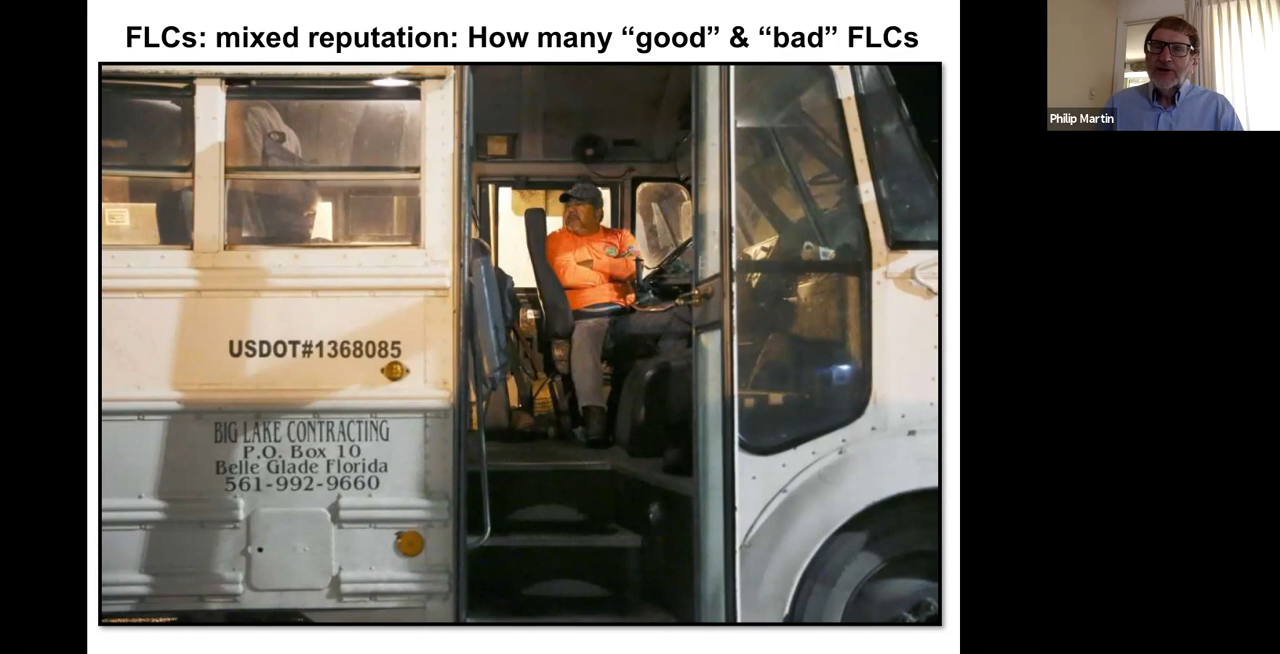 FLCs: mixed reputation: How many “good” & “bad” FLCs
Philip Martin
USDOT#1368085
BIG LAKE CONTRACTING
P.O. Box 10
Belle Glade Florida
561-992-9660